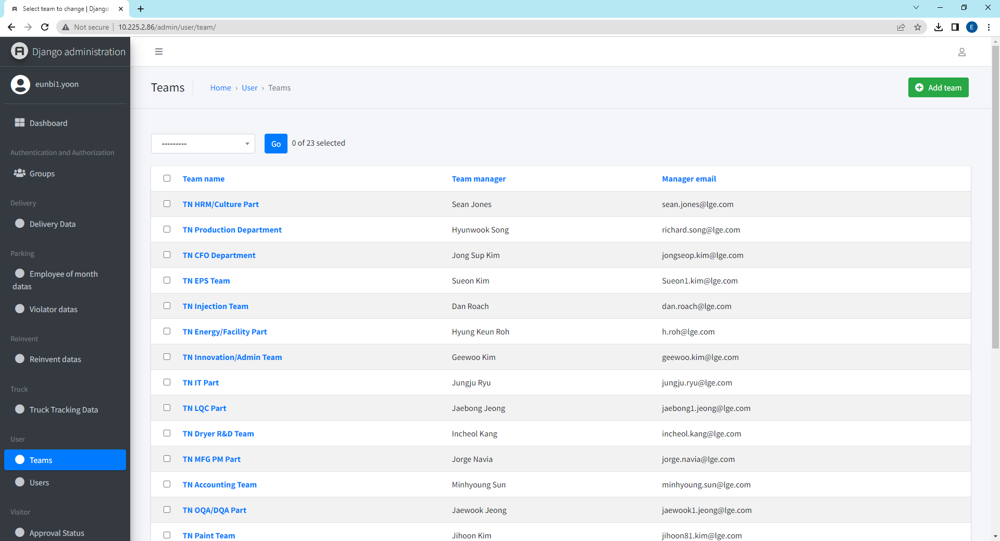 Select team to change | Django
Not secure
10.225.2.86/admin/user/team/
E
Django administration
eunbi1.yoon
Dashboard
Authentication and Authorization
Groups
Delivery
Delivery Data
Parking
Employee of month
datas
Violator datas
Reinvent
Reinvent datas
Truck
Truck Tracking Data
User
Teams
Users
Visitor
Approval Status
Teams
Home › User › Teams
Add team
---------
Go
0 of 23 selected
Team name Team manager Manager email
TN HRM/Culture Part Sean Jones sean.jones@lge.com
TN Production Department Hyunwook Song richard.song@lge.com
TN CFO Department Jong Sup Kim jongseop.kim@lge.com
TN EPS Team Sueon Kim Sueon1.kim@lge.com
TN Injection Team Dan Roach dan.roach@lge.com
TN Energy/Facility Part Hyung Keun Roh h.roh@lge.com
TN Innovation/Admin Team Geewoo Kim geewoo.kim@lge.com
TN IT Part Jungju Ryu jungju.ryu@lge.com
TN LQC Part Jaebong Jeong jaebong1.jeong@lge.com
TN Dryer R&D Team Incheol Kang incheol.kang@lge.com
TN MFG PM Part Jorge Navia jorge.navia@lge.com
TN Accounting Team Minhyoung Sun minhyoung.sun@lge.com
TN OQA/DQA Part Jaewook Jeong jaewook1.jeong@lge.com
TN Paint Team Jihoon Kim jihoon81.kim@lge.com